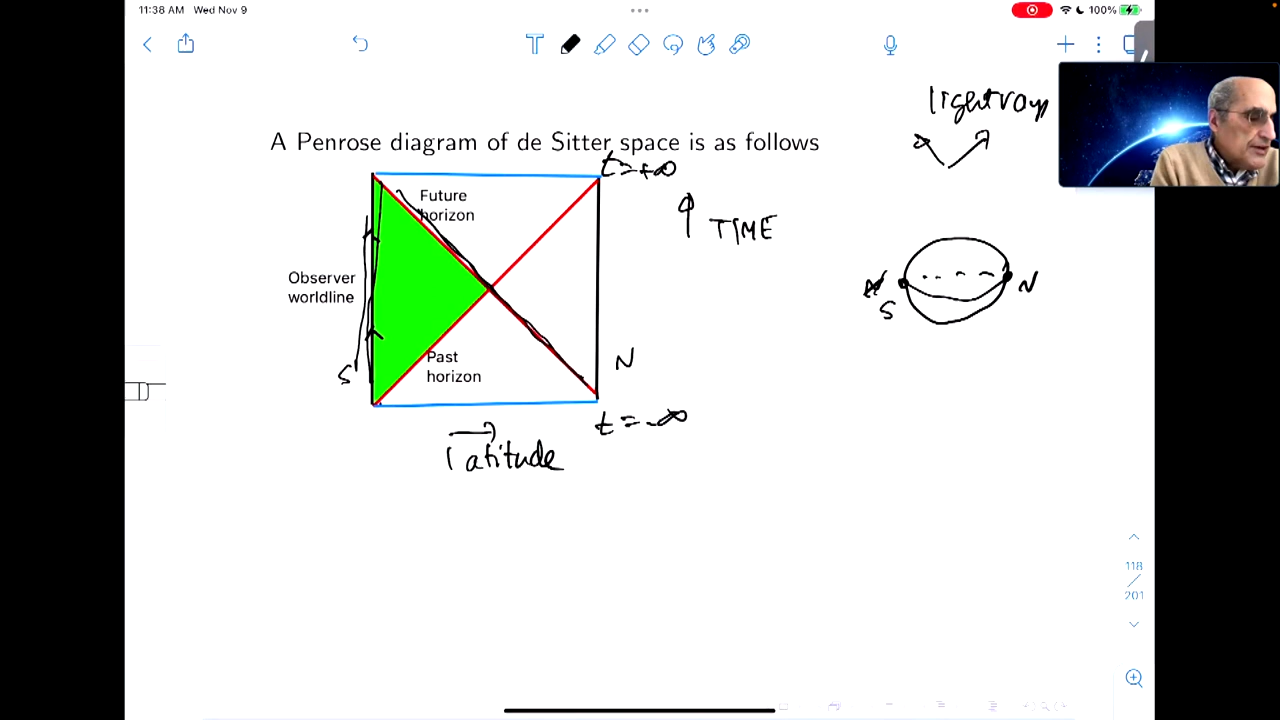 11:38 AM Wed Nov 9
100%
T
lightrays
A Penrose diagram of de Sitter space is as follows
t=+∞
Future
horizon
TIME
Observer
worldline
N
S
Past
horizon
N
S
t=-∞
latitude
118
201